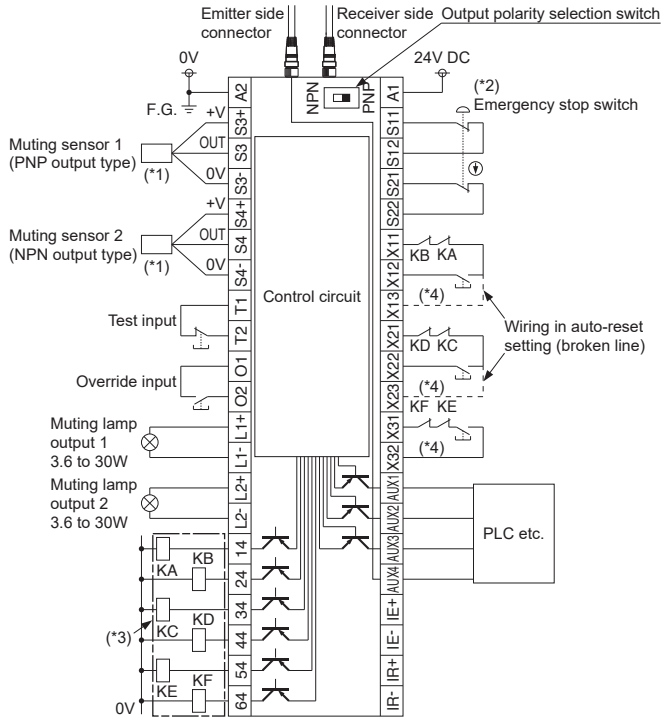 Emitter side
connector
Receiver side
connector
Output polarity selection switch
0V
24V DC
F.G.
NPN
PNP
(*2)
Emergency stop switch
Muting sensor 1
(PNP output type)
(*1)
+V
OUT
0V
Muting sensor 2
(NPN output type)
(*1)
+V
OUT
0V
Test input
Override input
Muting lamp
output 1
3.6 to 30W
Muting lamp
output 2
3.6 to 30W
A2
S3+
S3
S3-
S4+
S4
S4-
T1
T2
O1
O2
L1+
L1-
L2+
L2-
14
24
34
44
54
64
Control circuit
A1
S11
S12
S21
S22
X11
X12
X13
X21
X22
X23
X31
X32
AUX1
AUX2
AUX3
AUX4
IE+
IE-
IR+
IR-
KB KA
(*4)
KD KC
(*4)
KF KE
(*4)
Wiring in auto-reset
setting (broken line)
PLC etc.
KA
KB
KC
KD
KE
KF
(*3)
0V